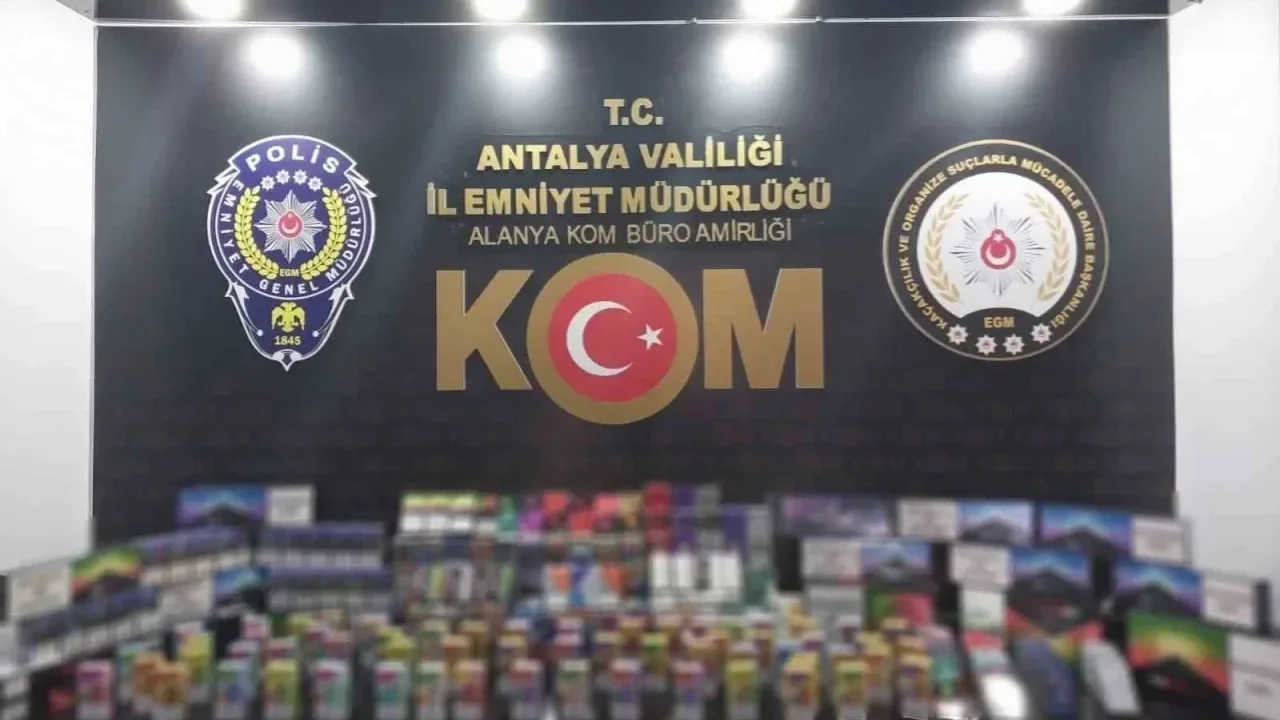 T.C.
ANTALYA VALİLİĞİ
İL EMNİYET MÜDÜRLÜĞÜ
ALANYA KOM BÜRO AMİRLİĞİ
KOM
POLİS
EMNİYET GENEL MÜDÜRLÜĞÜ
EGM
1845
KAÇAKÇILIK VE ORGANİZE SUÇLARLA MÜCADELE DAİRE BAŞKANLIĞI
EGM